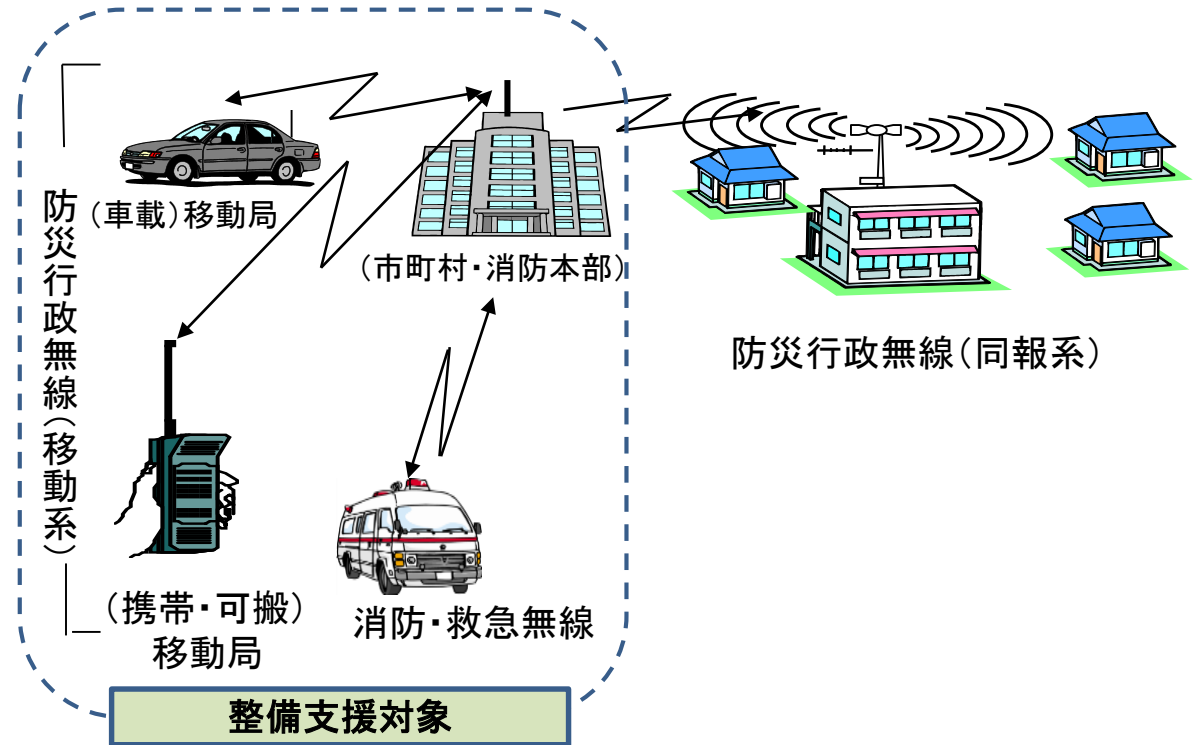 防災行政無線(移動系)
(車載)移動局
(市町村・消防本部)
防災行政無線(同報系)
(携帯・可搬)
移動局
消防・救急無線
整備支援対象